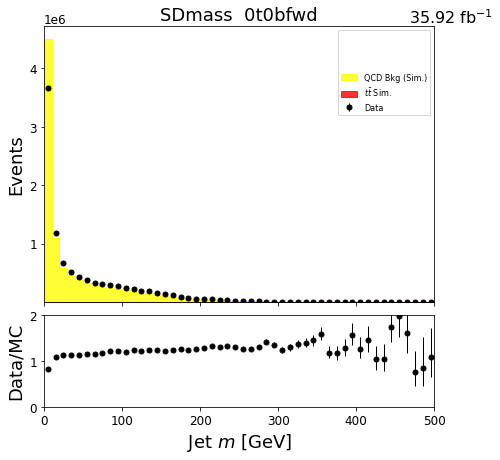 SDmass 0t0bfwd
35.92 fb⁻¹
1e6
QCD Bkg (Sim.)
tt̄ Sim.
Data
Events
4
3
2
1
Data/MC
2
1
0
0 100 200 300 400 500
Jet m [GeV]